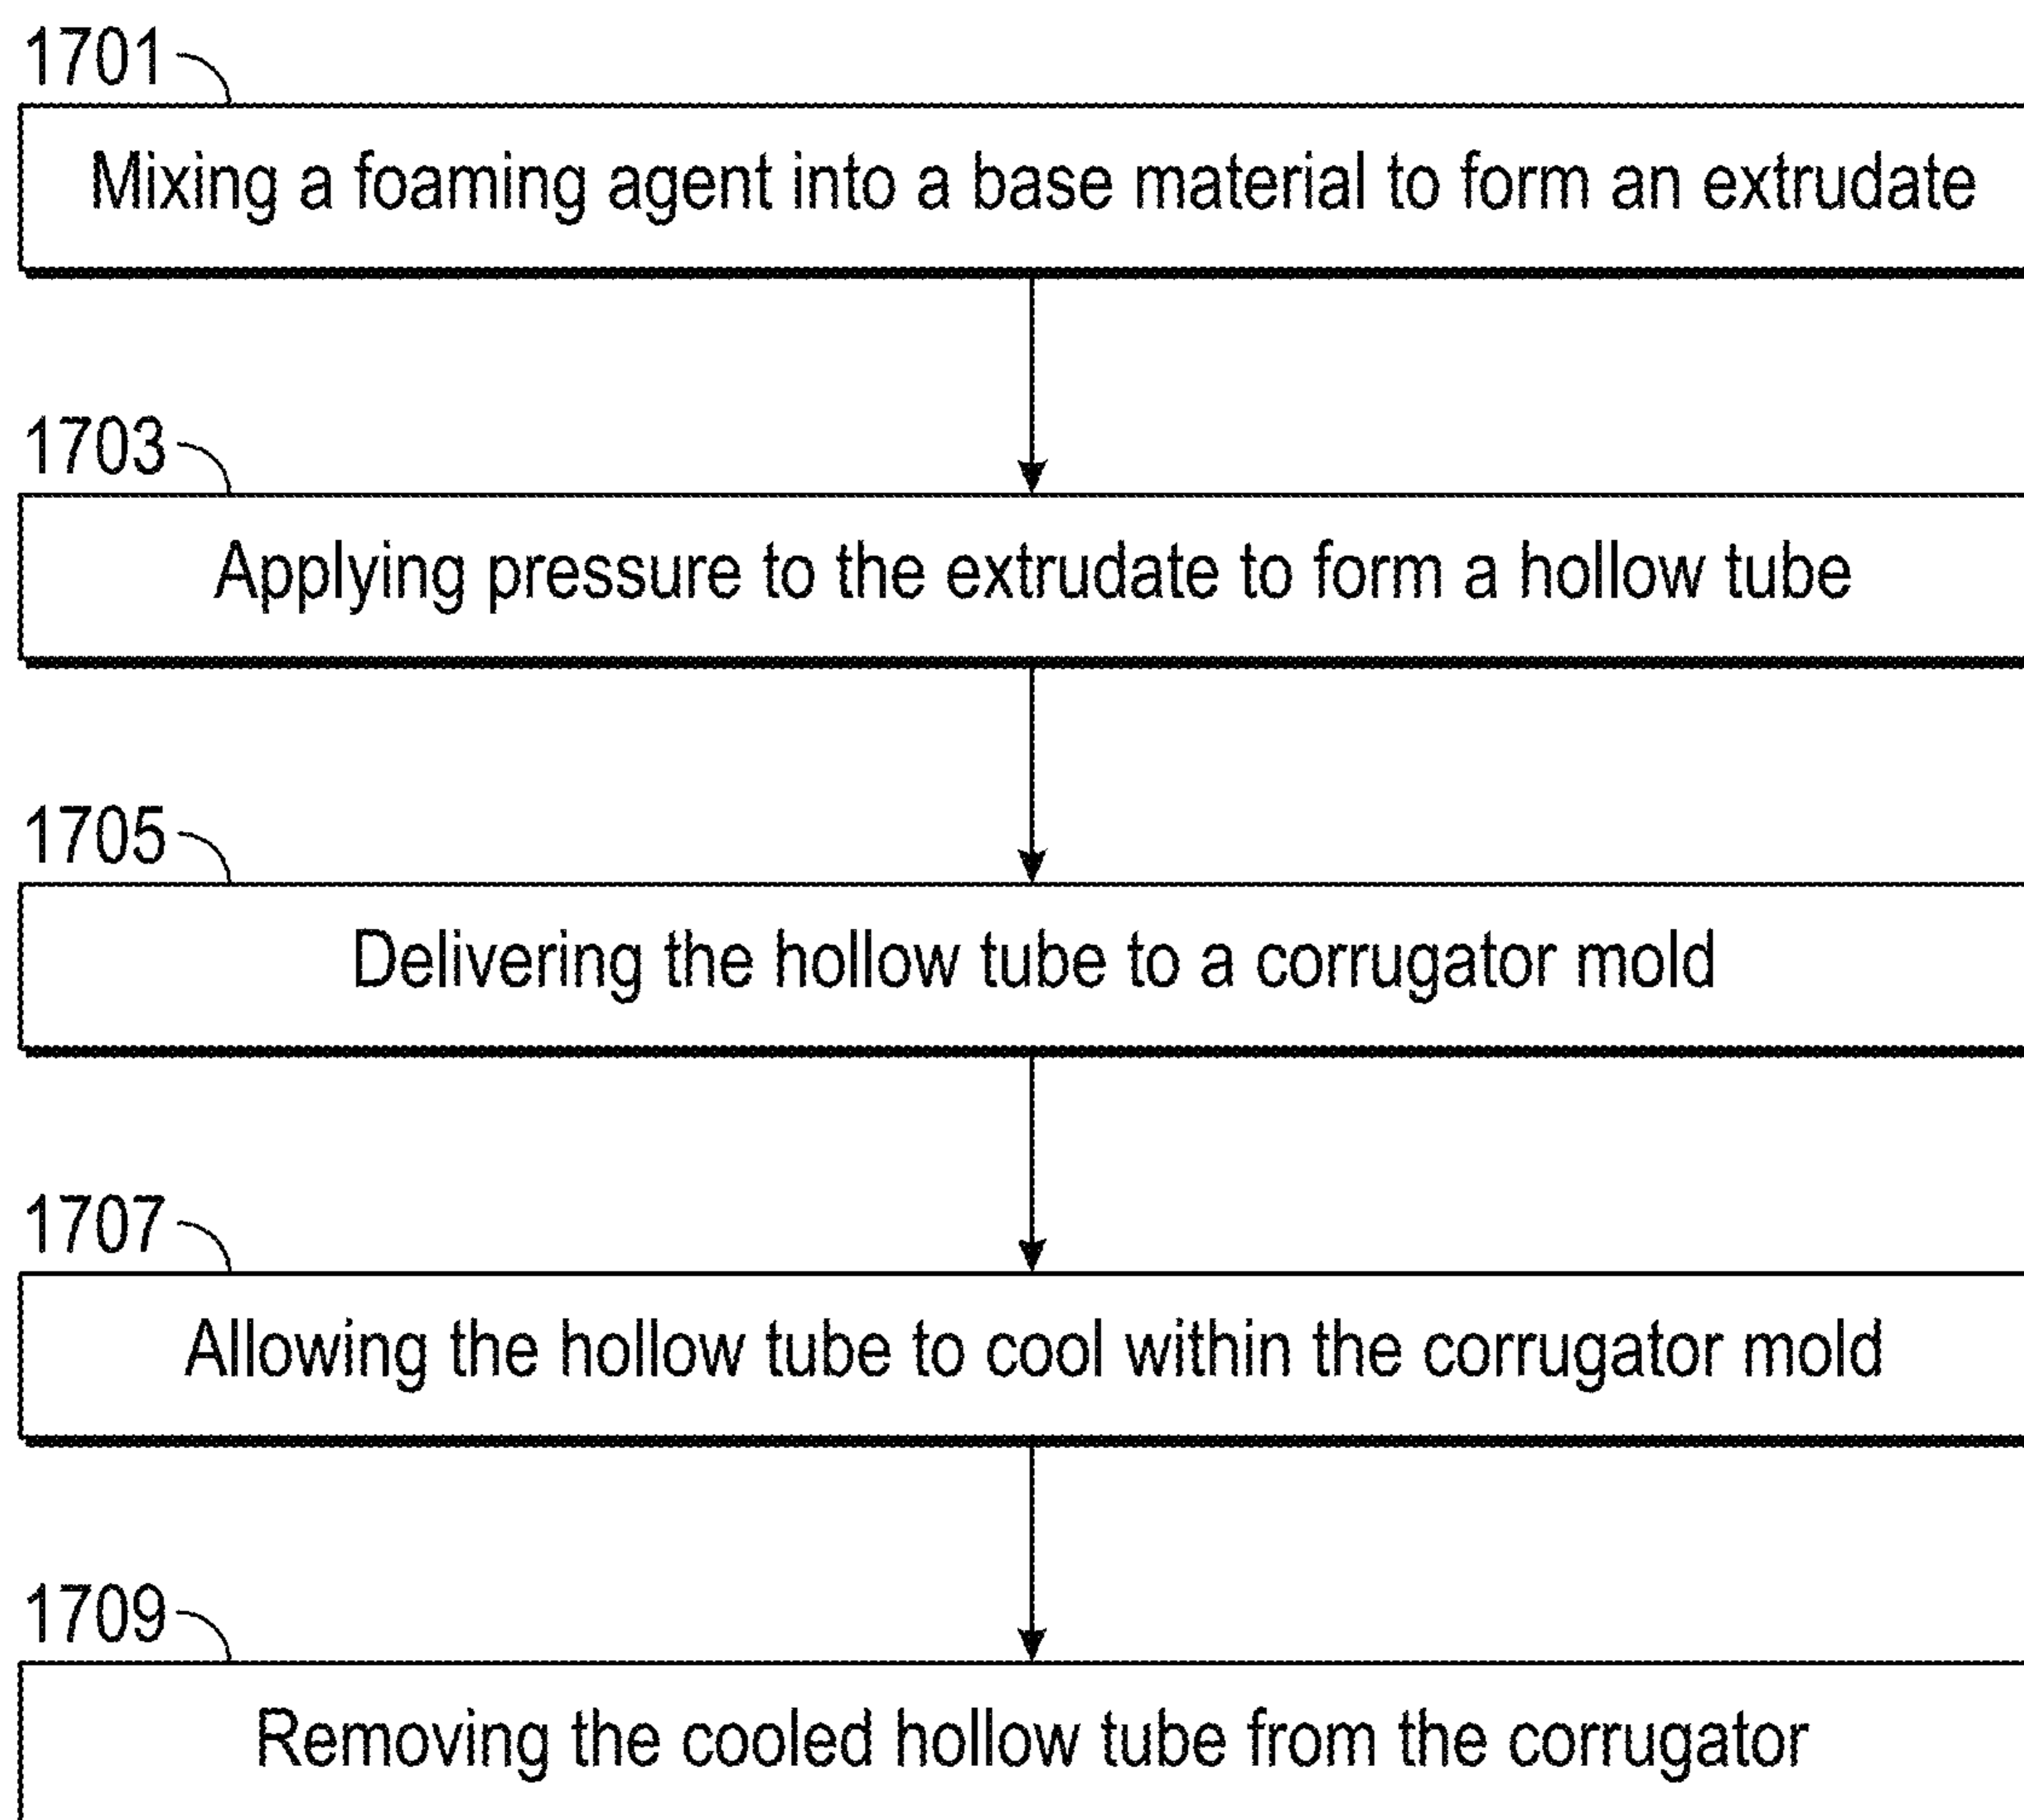 1701
Mixing a foaming agent into a base material to form an extrudate
1703
Applying pressure to the extrudate to form a hollow tube
1705
Delivering the hollow tube to a corrugator mold
1707
Allowing the hollow tube to cool within the corrugator mold
1709
Removing the cooled hollow tube from the corrugator